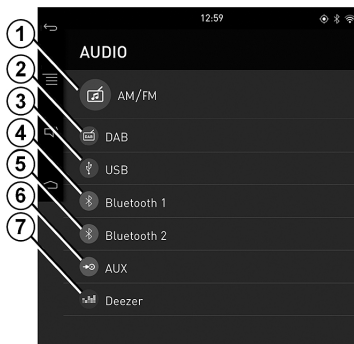 12:59
AUDIO
1 AM/FM
2 DAB DAB
3 USB
4 Bluetooth 1
5 Bluetooth 2
6 AUX
7 Deezer